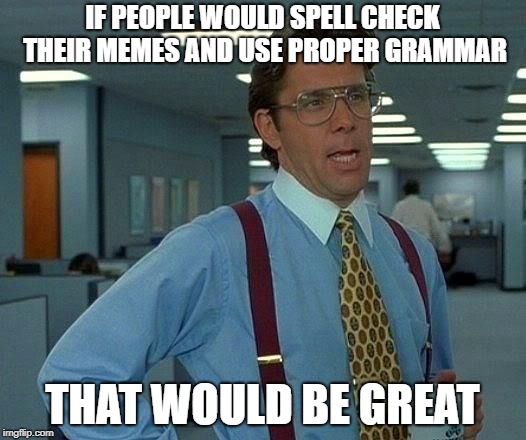 IF PEOPLE WOULD SPELL CHECK
THEIR MEMES AND USE PROPER GRAMMAR
THAT WOULD BE GREAT
imgflip.com